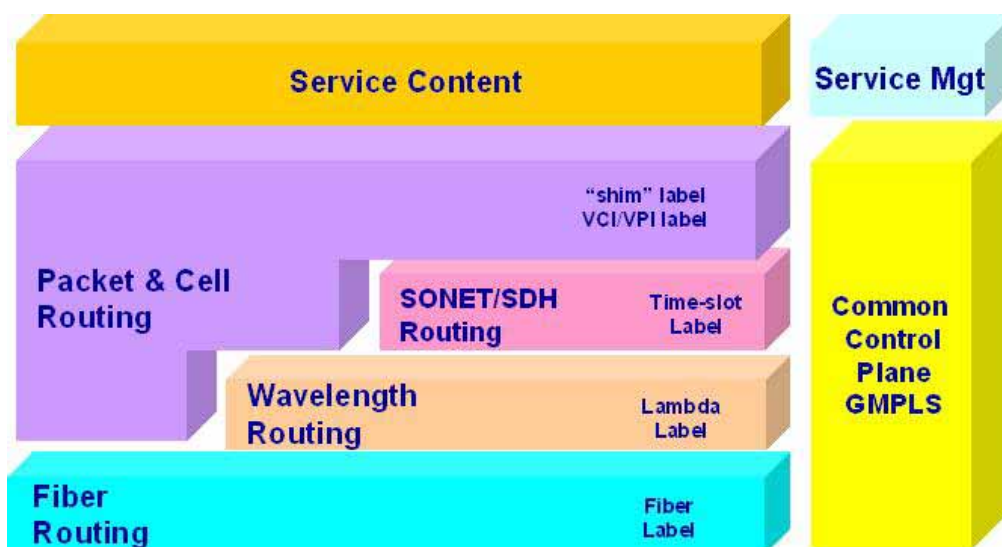 Service Content
Service Mgt
“shim” label
VCI/VPI label
Packet & Cell
Routing
SONET/SDH
Routing
Time-slot
Label
Common
Control
Plane
GMPLS
Wavelength
Routing
Lambda
Label
Fiber
Routing
Fiber
Label